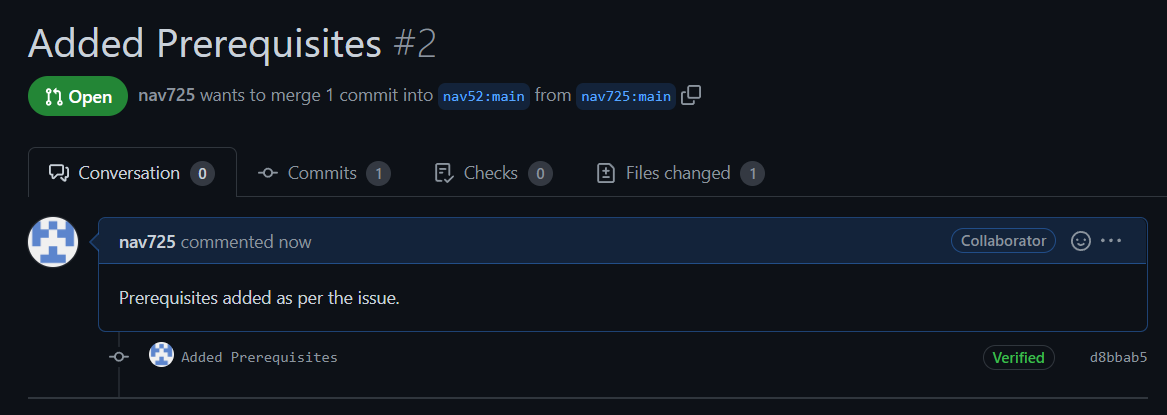 Added Prerequisites #2
Open nav725 wants to merge 1 commit into nav52:main from nav725:main
Conversation 0 Commits 1 Checks 0 Files changed 1
nav725 commented now Collaborator
Prerequisites added as per the issue.
Added Prerequisites Verified d8bbab5